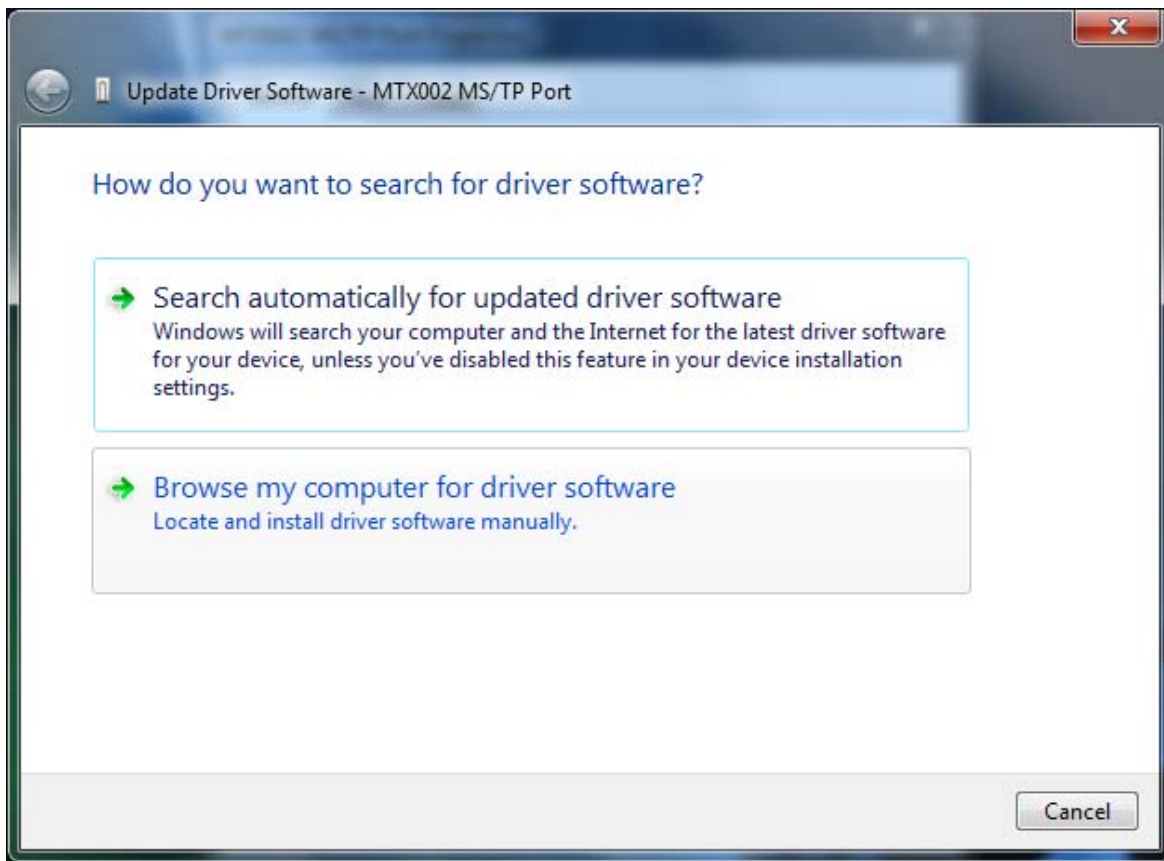 Update Driver Software - MTX002 MS/TP Port
How do you want to search for driver software?
Search automatically for updated driver software
Windows will search your computer and the Internet for the latest driver software
for your device, unless you've disabled this feature in your device installation
settings.
Browse my computer for driver software
Locate and install driver software manually.
Cancel